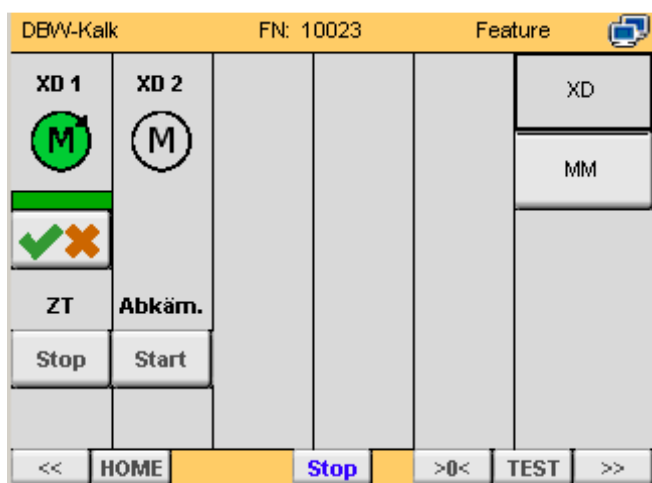 DBW-Kalk FN: 10023 Feature
XD 1 XD 2 XD
M M
MM
ZT Abkäm.
Stop Start
<< HOME Stop >0< TEST >>